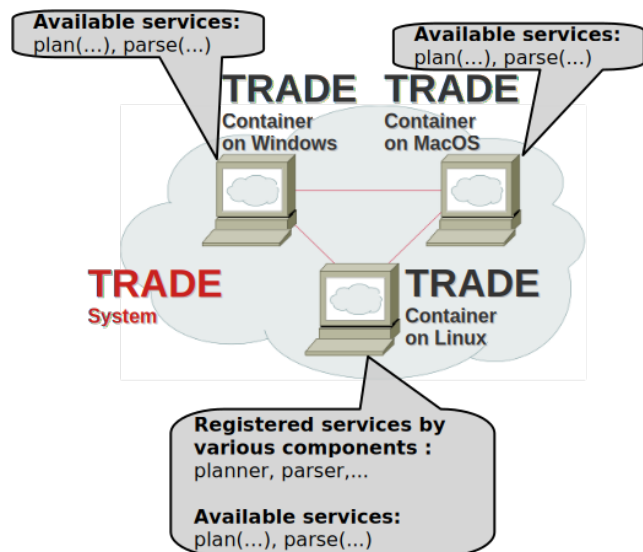 Available services:
plan(...), parse(...)
Available services:
plan(...), parse(...)
TRADE
Container
on Windows
TRADE
Container
on MacOS
TRADE
System
TRADE
Container
on Linux
Registered services by
various components :
planner, parser,...
Available services:
plan(...), parse(...)